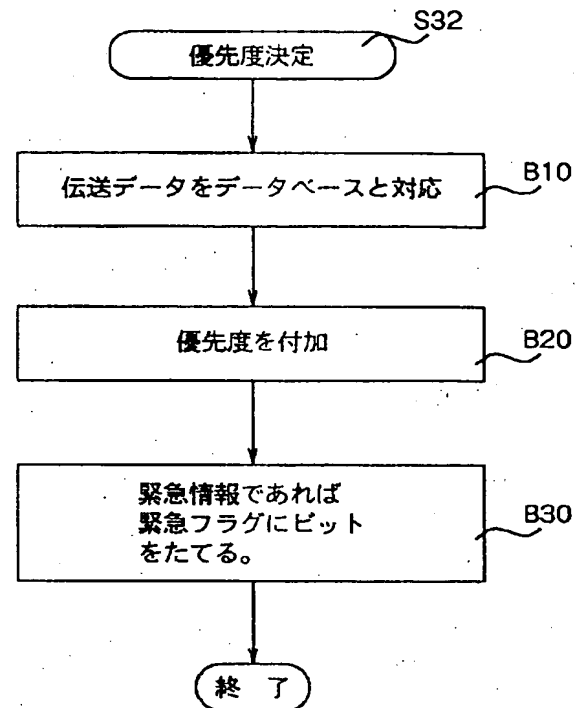 S32
優先度決定
伝送データをデータベースと対応
B10
優先度を付加
B20
緊急情報であれば
緊急フラグにビット
をたてる。
B30
終 了